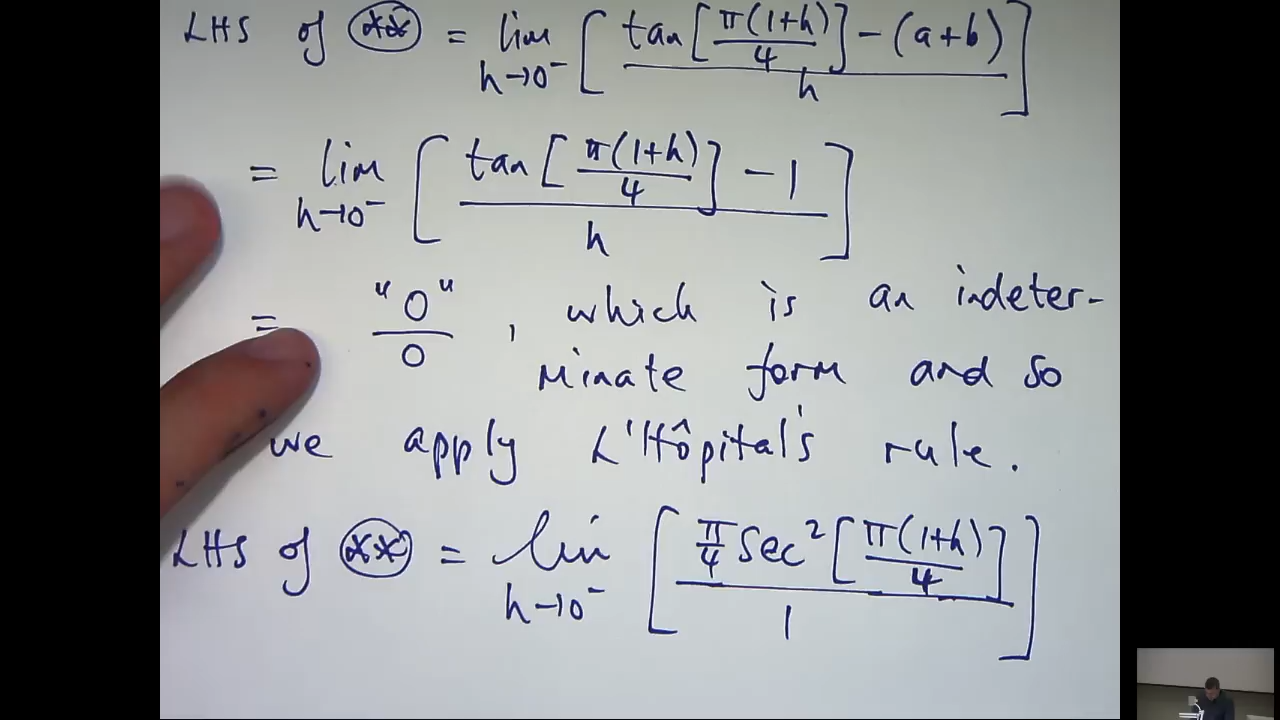 LHS of (**) = lim h→0⁻ [ (tan[π(1+h)/4] - (a+b)) / h ]
= lim h→0⁻ [ (tan[π(1+h)/4] - 1) / h ]
= "0"/0 , which is an indeter-
minate form and so
we apply L'Hôpital's rule.
LHS of (**) = lim h→0⁻ [ (π/4 sec²[π(1+h)/4]) / 1 ]